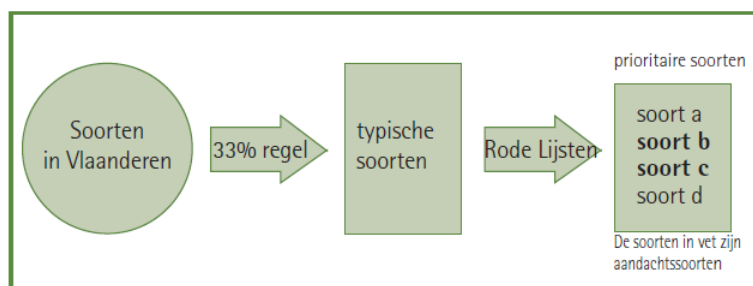 Soorten
in Vlaanderen
33% regel
typische
soorten
Rode Lijsten
prioritaire soorten
soort a
soort b
soort c
soort d
De soorten in vet zijn
aandachtssoorten